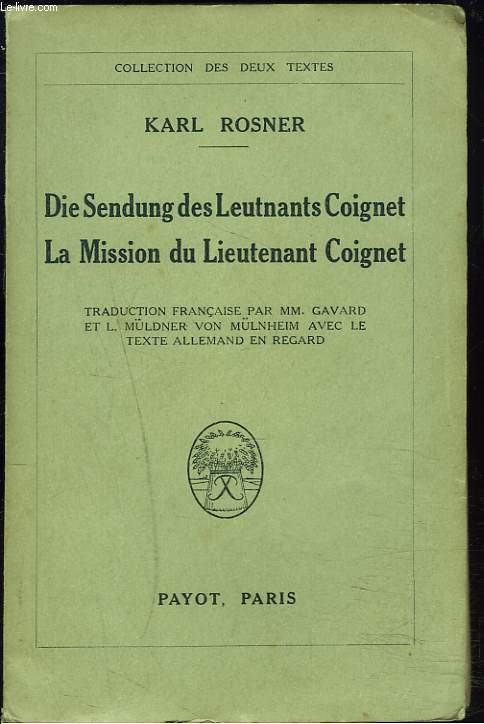 Le-livre.com
COLLECTION DES DEUX TEXTES
KARL ROSNER
Die Sendung des Leutnants Coignet
La Mission du Lieutenant Coignet
TRADUCTION FRANÇAISE PAR MM. GAVARD
ET L. MÜLDNER VON MÜLNHEIM AVEC LE
TEXTE ALLEMAND EN REGARD
PAYOT, PARIS